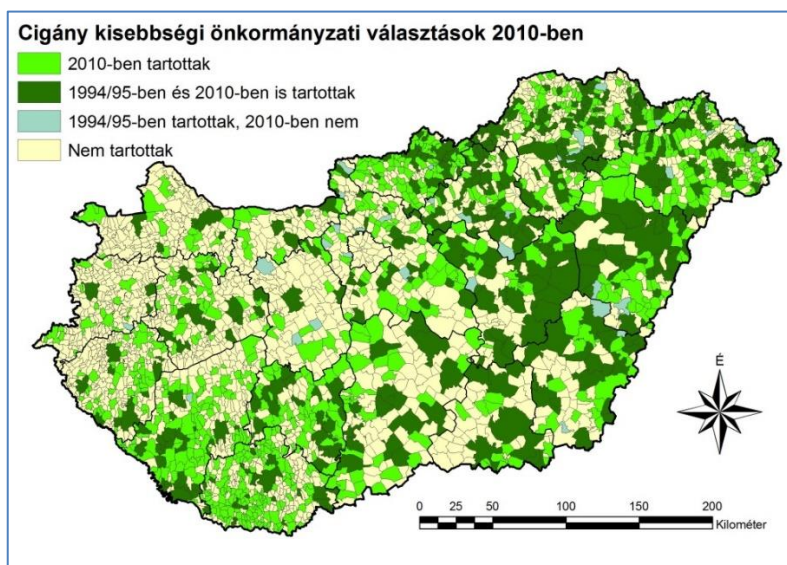 Cigány kisebbségi önkormányzati választások 2010-ben
2010-ben tartottak
1994/95-ben és 2010-ben is tartottak
1994/95-ben tartottak, 2010-ben nem
Nem tartottak
É
0 25 50 100 150 200
Kilométer